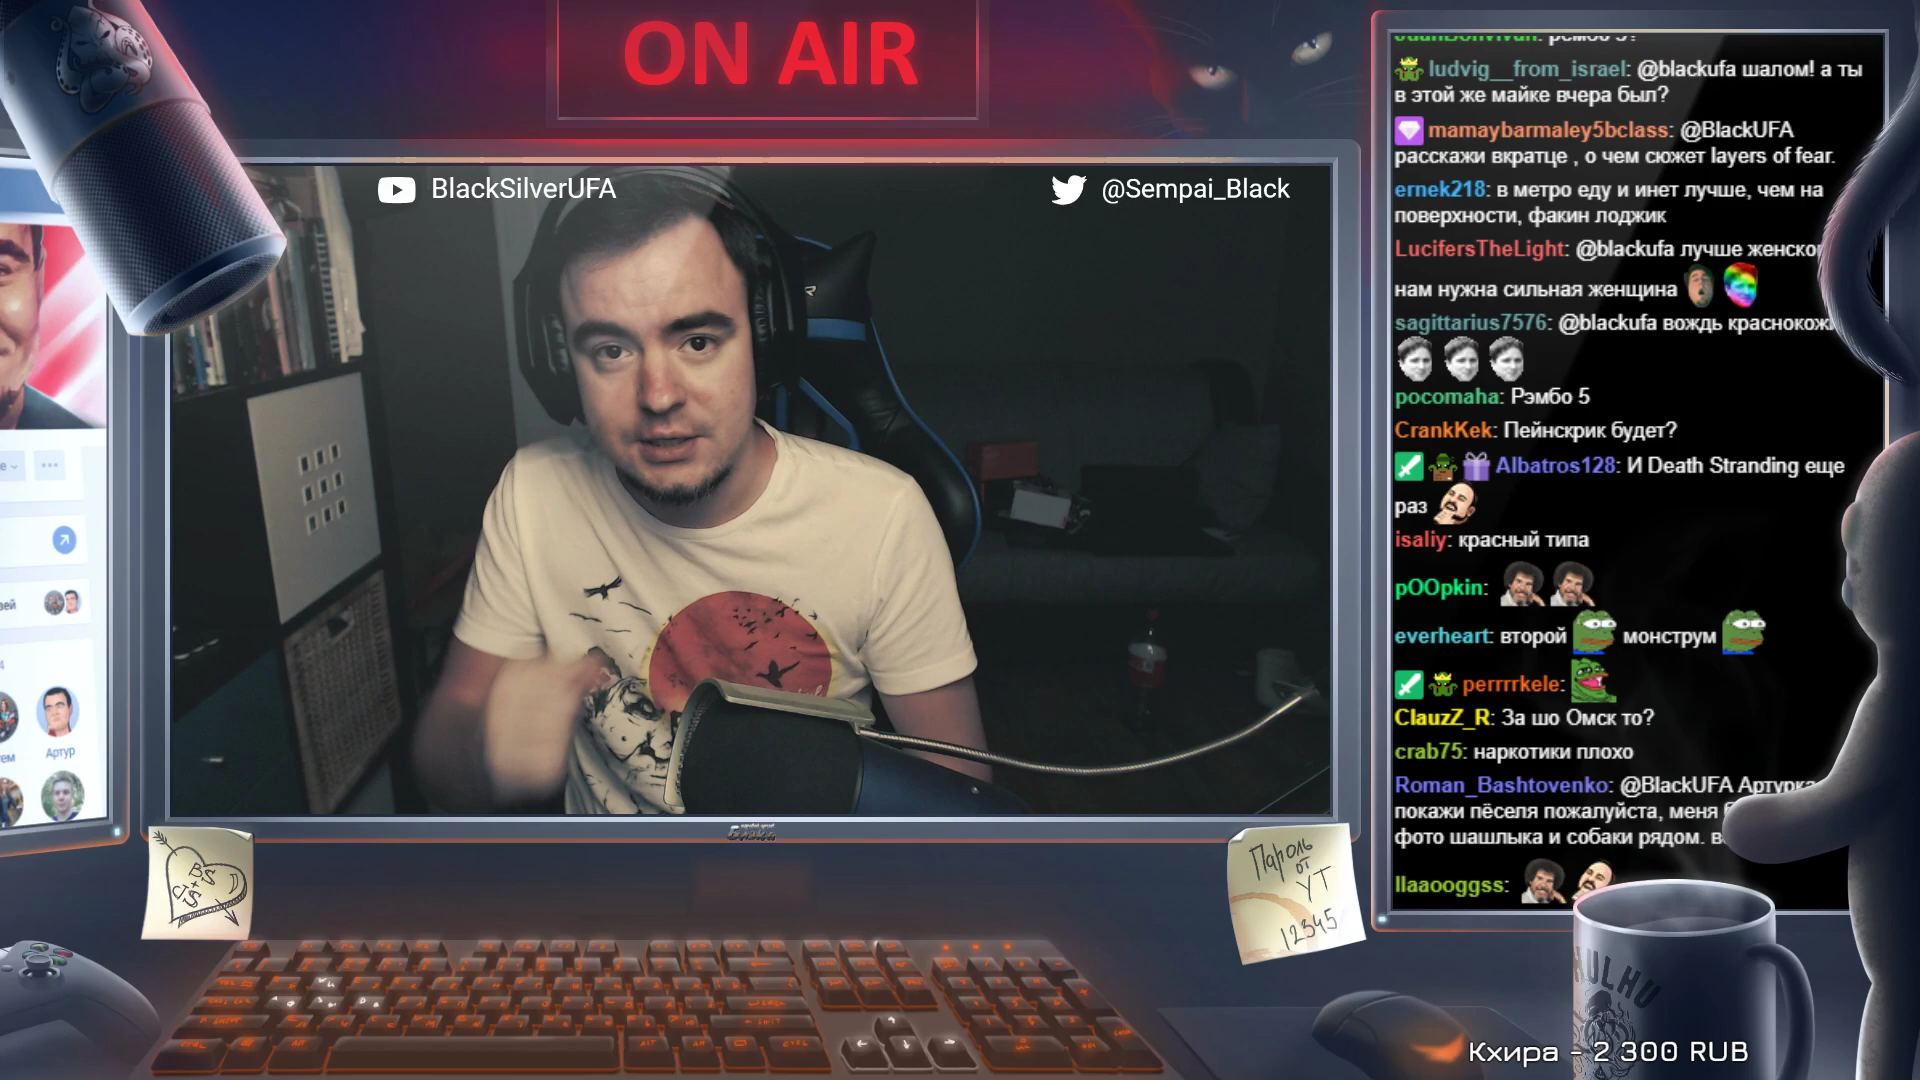 ON AIR
BlackSilverUFA
@Sempai_Black
ludvig__from_israel: @blackufa шалом! а ты
в этой же майке вчера был?
mamaybarmaley5bclass: @BlackUFA
расскажи вкратце , о чем сюжет layers of fear.
ernek218: в метро еду и инет лучше, чем на
поверхности, факин лоджик
LucifersTheLight: @blackufa лучше
нам нужна сильная женщина
sagittarius7576: @blackufa вождь
pocomaha: Рэмбо 5
CrankKek: Пейнскрик будет?
Albatros128: И Death Stranding еще
раз
isaliy: красный типа
pOOpkin:
everheart: второй монструм
perrrrkele:
ClauzZ_R: За шо Омск то?
crab75: наркотики плохо
Roman_Bashtovenko: @BlackUFA
покажи пёселя пожалуйста, меня
фото шашлыка и собаки рядом.
llaaooggss:
Артур
BS
+
JS
Пароль
от
YT
12345
Кхира - 2 300 RUB